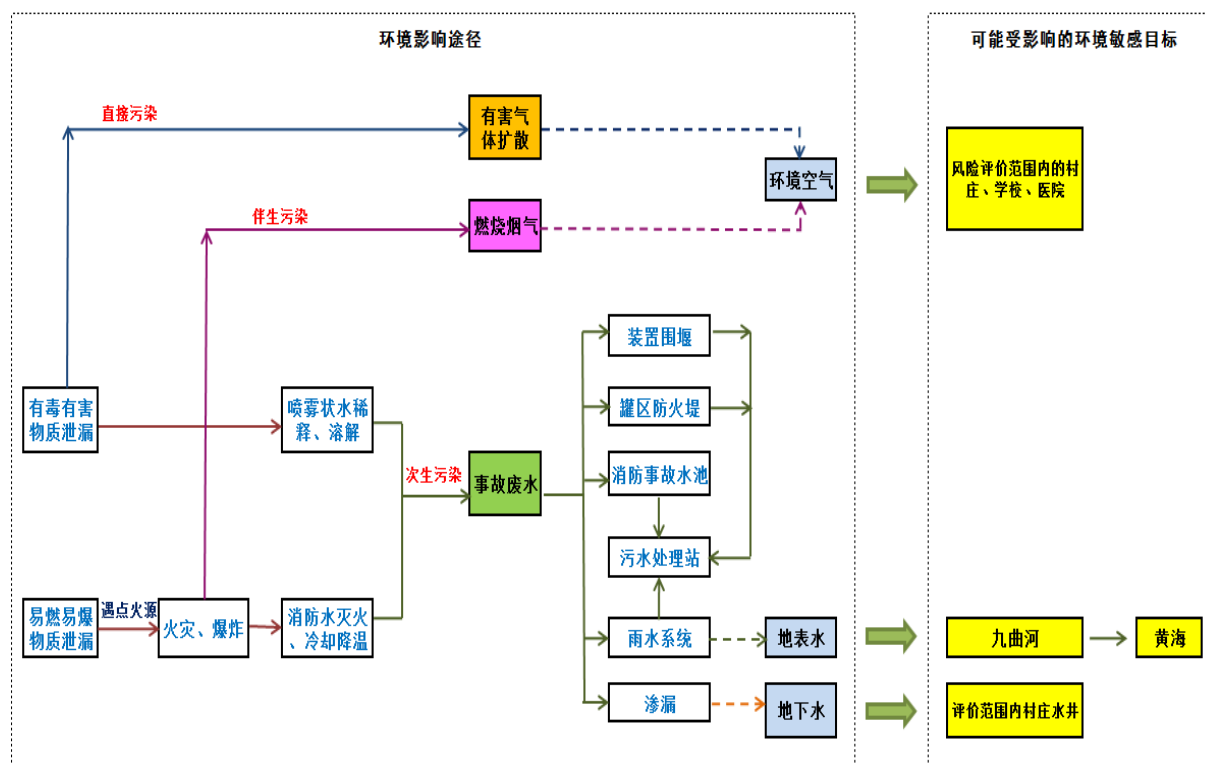 环境影响途径
可能受影响的环境敏感目标
直接污染
有害气
体扩散
环境空气
风险评价范围内的村
庄、学校、医院
伴生污染
燃烧烟气
装置围堰
有毒有害
物质泄漏
喷雾状水稀
释、溶解
罐区防火堤
次生污染
事故废水
消防事故水池
污水处理站
易燃易爆
物质泄漏
遇点火源
火灾、爆炸
消防水灭火
、冷却降温
雨水系统
地表水
九曲河
黄海
渗漏
地下水
评价范围内村庄水井